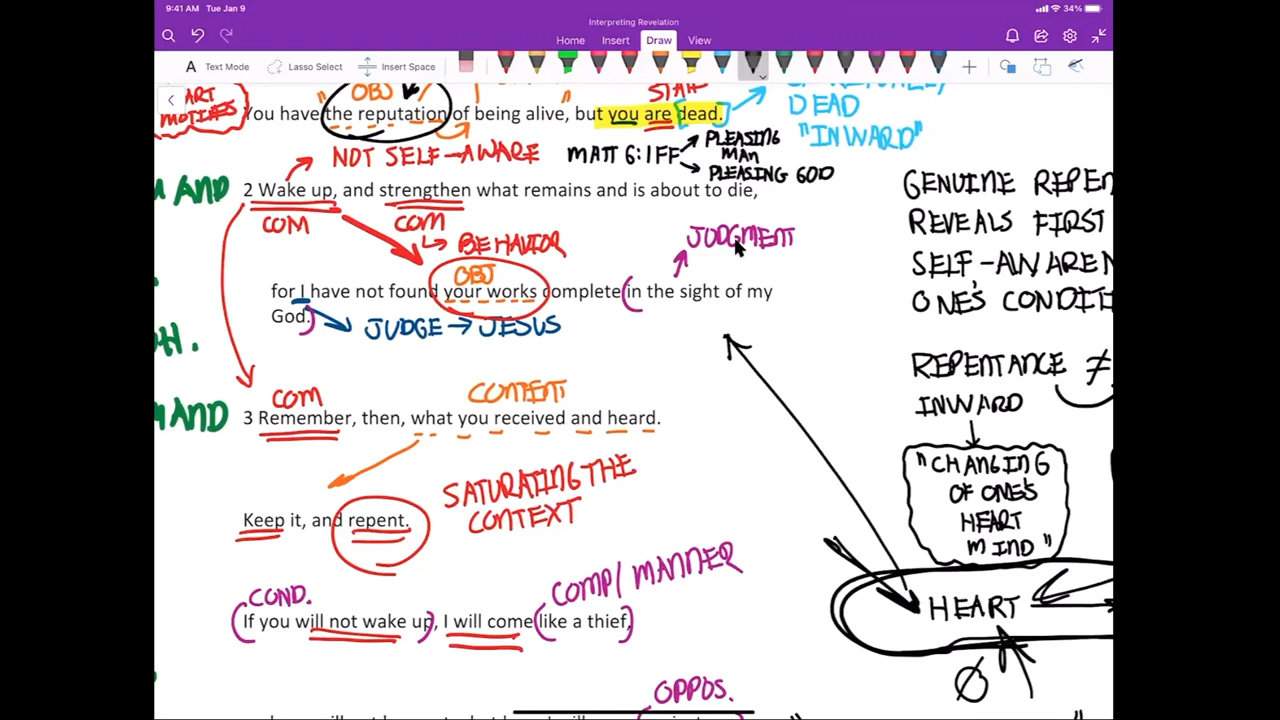 9:41 AM Tue Jan 9
34%
Interpreting Revelation
Home Insert Draw View
A Text Mode Lasso Select Insert Space
OBJ
STATE
MOTIVES
You have the reputation of being alive, but you are dead.
DEAD
"INWARD"
NOT SELF-AWARE
MATT 6:1FF
PLEASING
MAN
PLEASING GOD
AND
2 Wake up, and strengthen what remains and is about to die,
COM COM
BEHAVIOR
JUDGMENT
OBJ
for I have not found your works complete in the sight of my
God.
JUDGE → JESUS
GENUINE REPEN
REVEALS FIRST
SELF-AWAREN
ONE'S CONDITI
REPENTANCE ≠
INWARD
"CHANGING
OF ONE'S
HEART
MIND"
HEART
OH.
COM
CONTENT
MAND
3 Remember, then, what you received and heard.
SATURATING THE
CONTEXT
Keep it, and repent.
COND.
COMP/MANNER
If you will not wake up, I will come like a thief,
OPPOS.